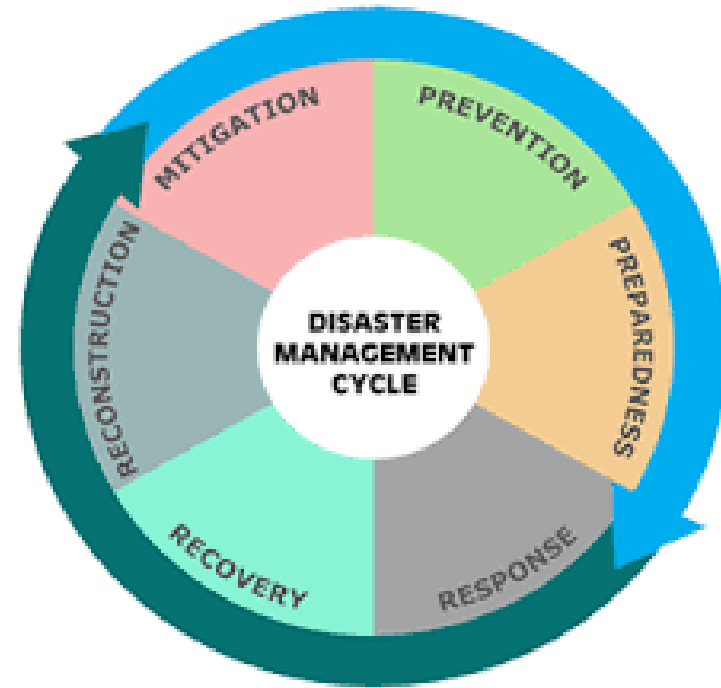 DISASTER
MANAGEMENT
CYCLE
MITIGATION
PREVENTION
PREPAREDNESS
RESPONSE
RECOVERY
RECONSTRUCTION